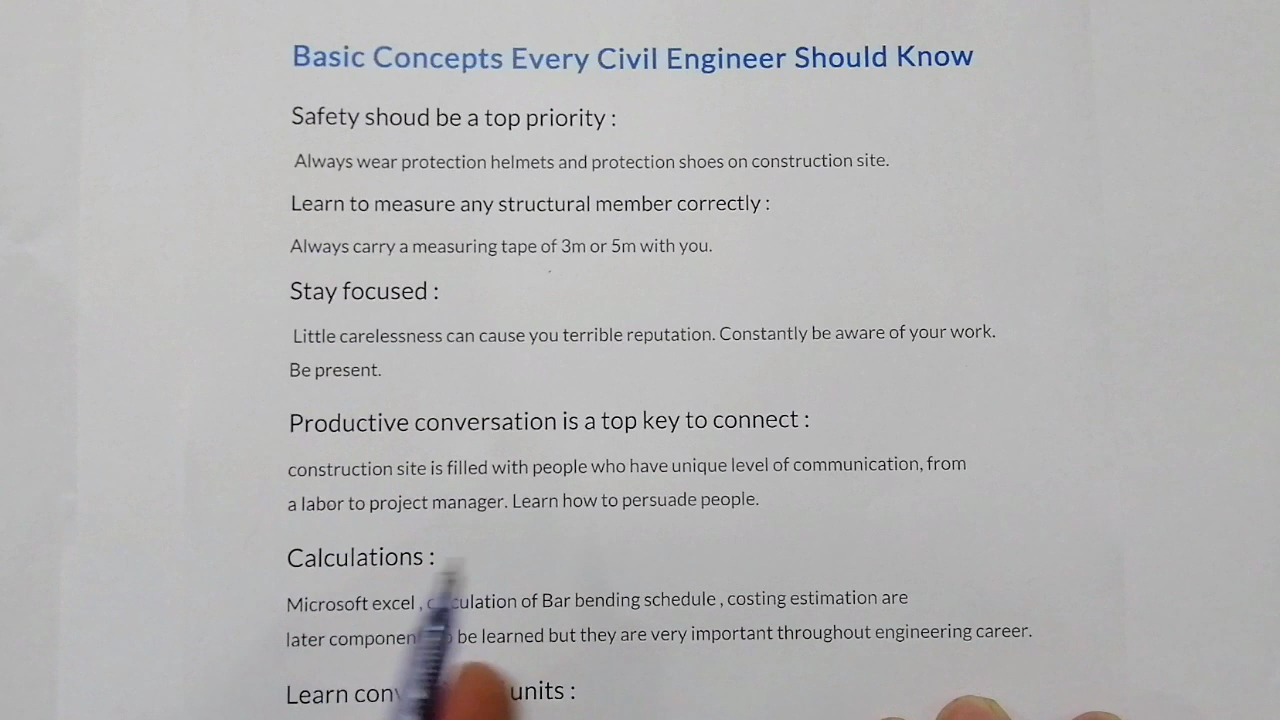 Basic Concepts Every Civil Engineer Should Know
Safety shoud be a top priority :
Always wear protection helmets and protection shoes on construction site.
Learn to measure any structural member correctly :
Always carry a measuring tape of 3m or 5m with you.
Stay focused :
Little carelessness can cause you terrible reputation. Constantly be aware of your work.
Be present.
Productive conversation is a top key to connect :
construction site is filled with people who have unique level of communication, from
a labor to project manager. Learn how to persuade people.
Calculations :
Microsoft excel , calculation of Bar bending schedule , costing estimation are
later be learned but they are very important throughout engineering career.
Learn units :